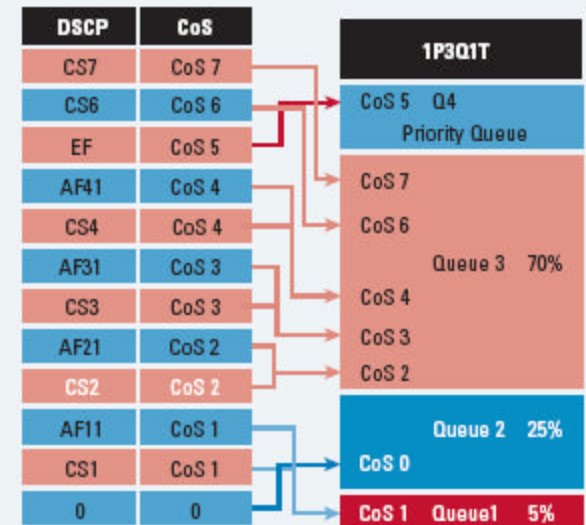 DSCP CoS
CS7 CoS 7
CS6 CoS 6
EF CoS 5
AF41 CoS 4
CS4 CoS 4
AF31 CoS 3
CS3 CoS 3
AF21 CoS 2
CS2 CoS 2
AF11 CoS 1
CS1 CoS 1
0 0
1P3Q1T
CoS 5 Q4
Priority Queue
CoS 7
CoS 6
Queue 3 70%
CoS 4
CoS 3
CoS 2
Queue 2 25%
CoS 0
CoS 1 Queue1 5%